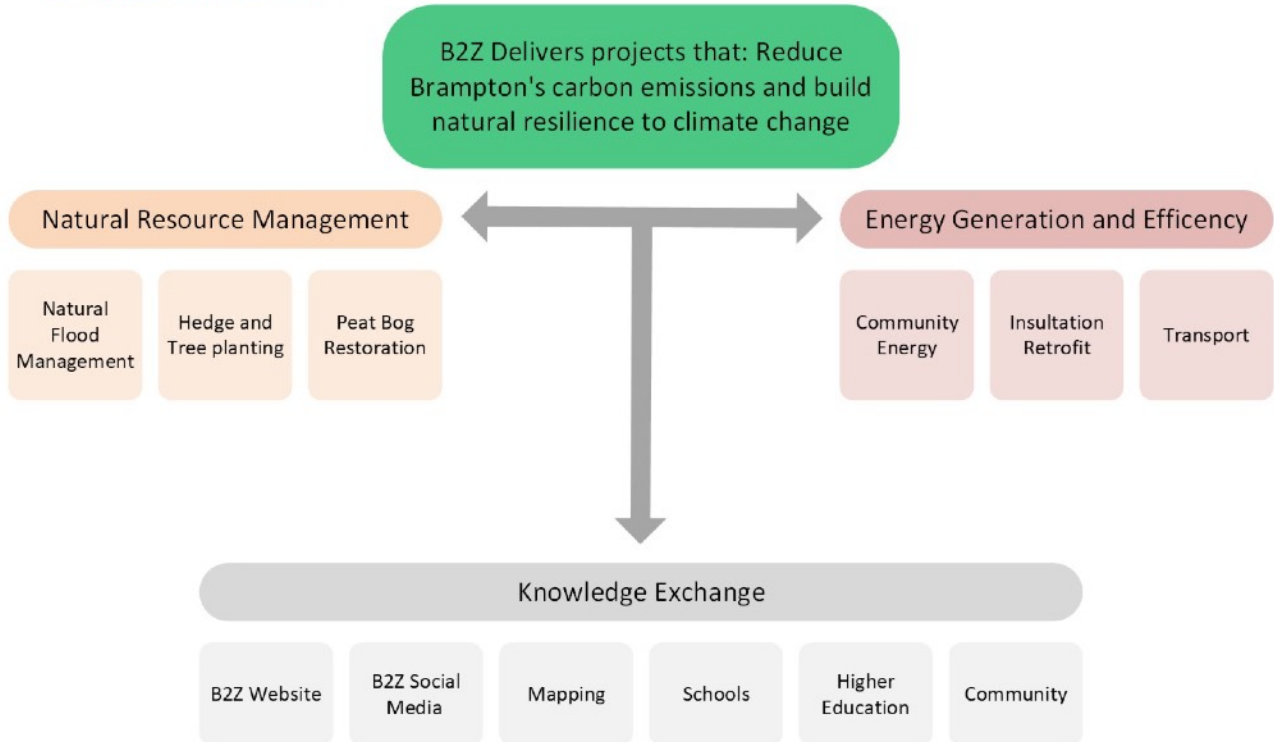 B2Z Delivers projects that: Reduce
Brampton's carbon emissions and build
natural resilience to climate change
Natural Resource Management
Energy Generation and Efficency
Natural
Flood
Management
Hedge and
Tree planting
Peat Bog
Restoration
Community
Energy
Insultation
Retrofit
Transport
Knowledge Exchange
B2Z Website
B2Z Social
Media
Mapping
Schools
Higher
Education
Community